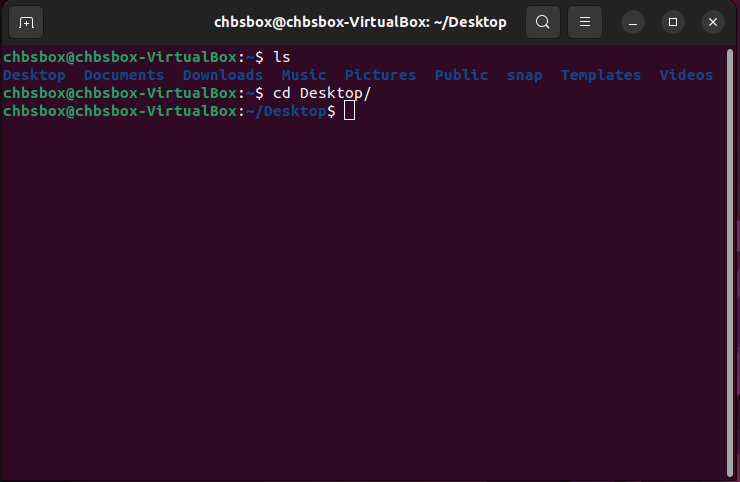 chbsbox@chbsbox-VirtualBox: ~/Desktop
chbsbox@chbsbox-VirtualBox:~$ ls
Desktop  Documents  Downloads  Music  Pictures  Public  snap  Templates  Videos
chbsbox@chbsbox-VirtualBox:~$ cd Desktop/
chbsbox@chbsbox-VirtualBox:~/Desktop$